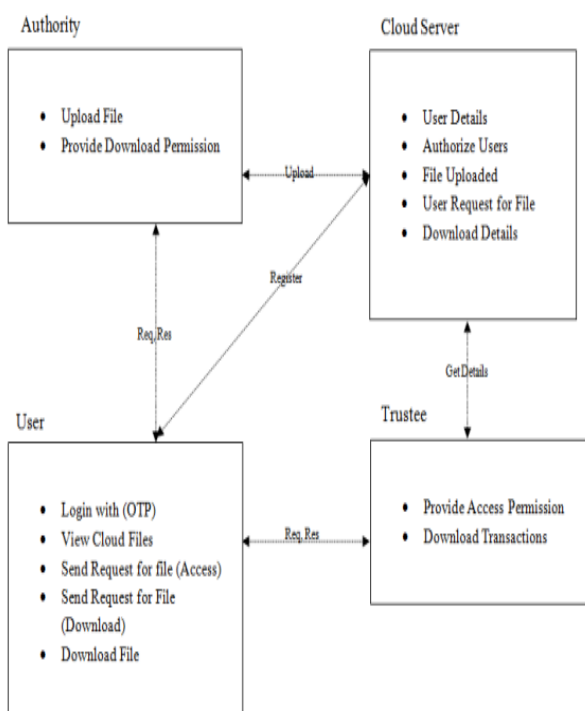 Authority
Cloud Server
• Upload File
• Provide Download Permission
• User Details
• Authorize Users
• File Uploaded
• User Request for File
• Download Details
Upload
Register
Req, Res
Get Details
User
Trustee
• Login with (OTP)
• View Cloud Files
• Send Request for file (Access)
• Send Request for File
(Download)
• Download File
Req, Res
• Provide Access Permission
• Download Transactions